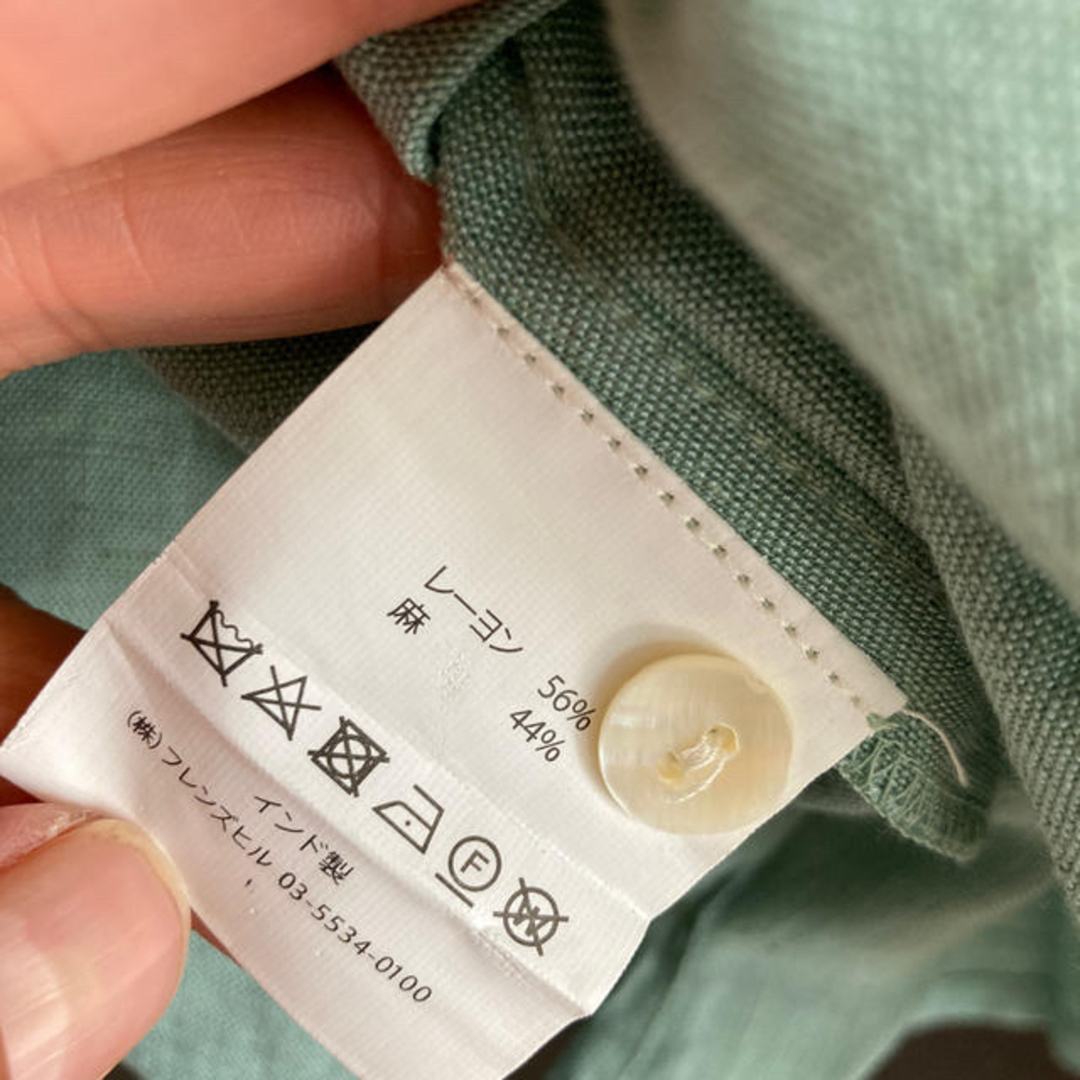 レーヨン 56%
麻 44%
F
W
インド製
(株)フレンズヒル 03-5534-0100